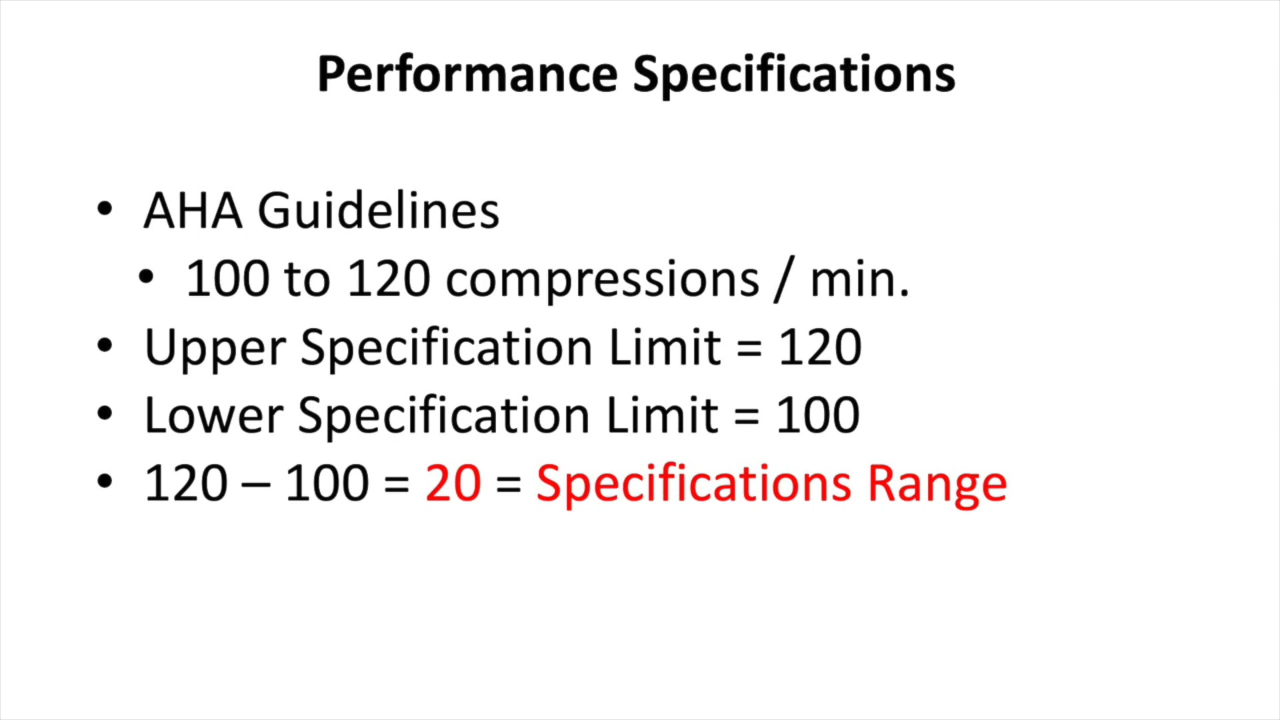 Performance Specifications
• AHA Guidelines
• 100 to 120 compressions / min.
• Upper Specification Limit = 120
• Lower Specification Limit = 100
• 120 – 100 = 20 = Specifications Range